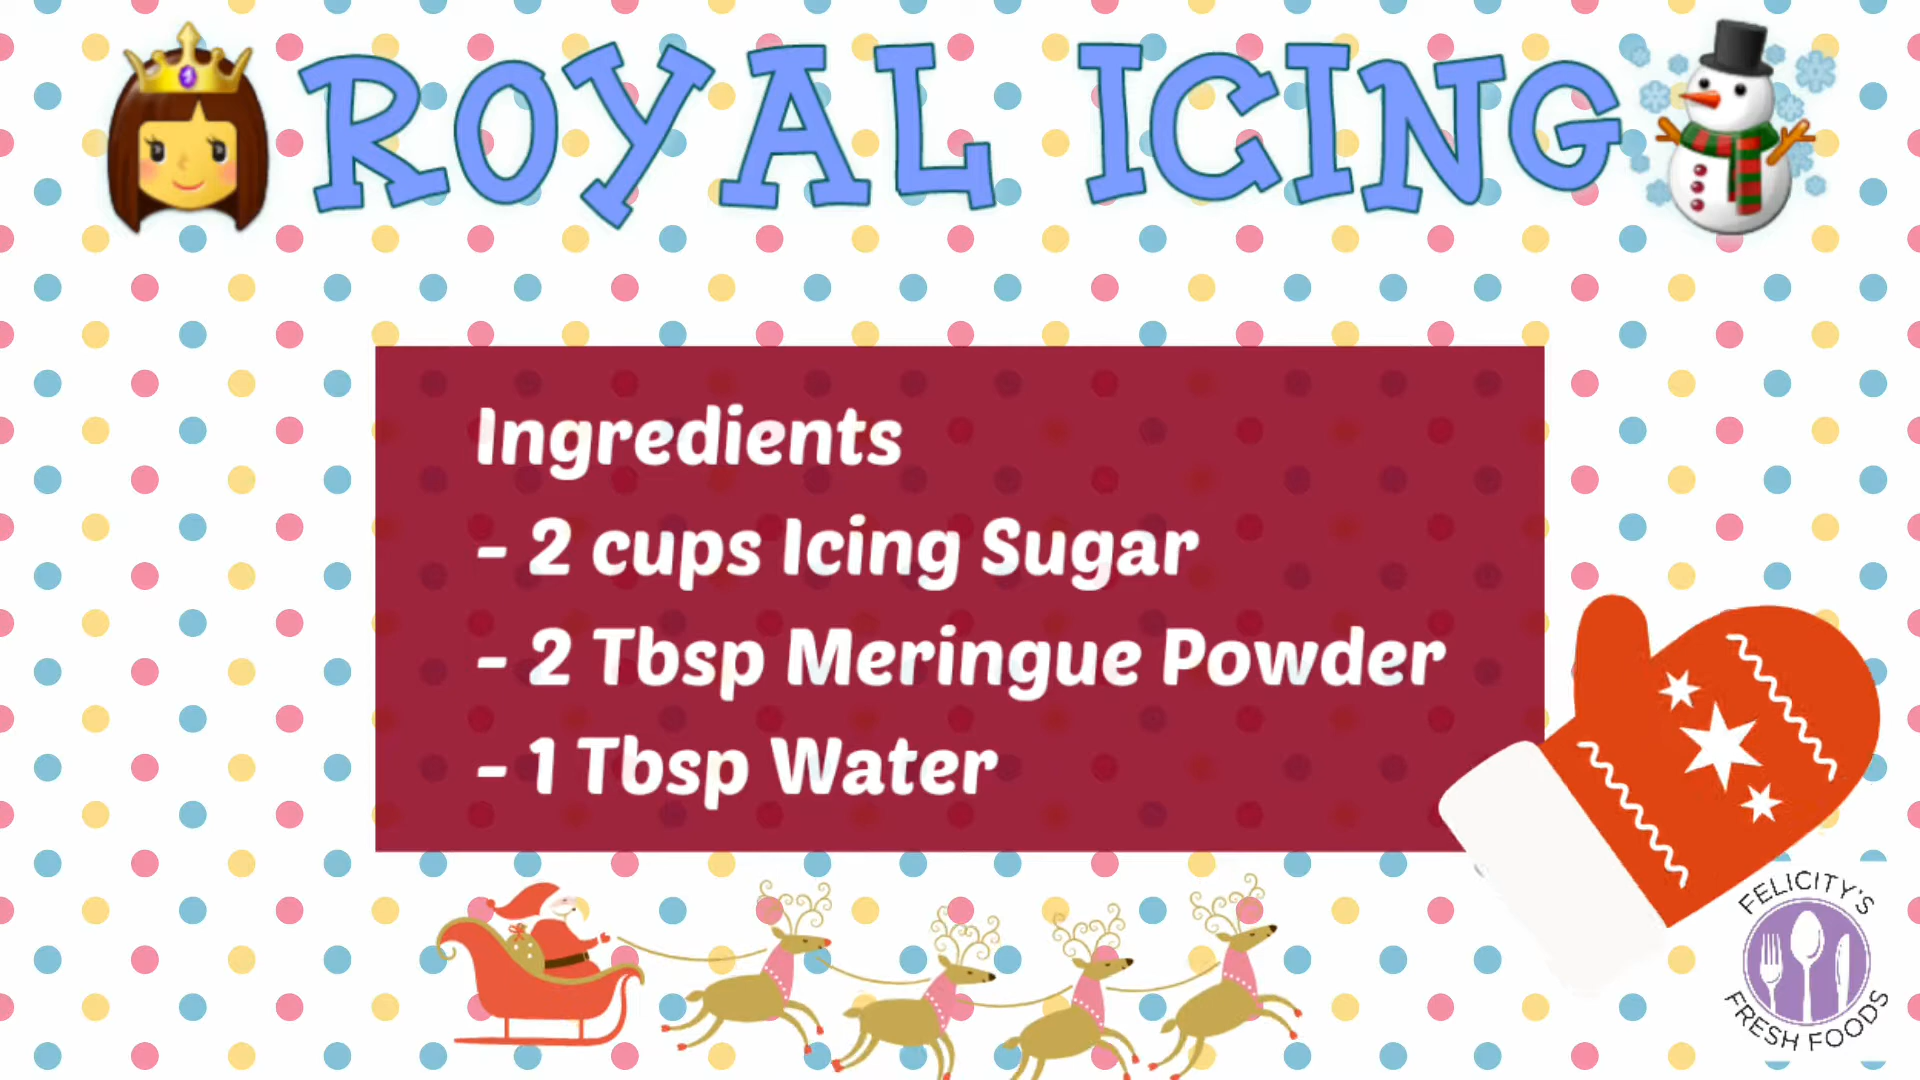 ROYAL ICING
Ingredients
- 2 cups Icing Sugar
- 2 Tbsp Meringue Powder
- 1 Tbsp Water
FELICITY'S
FRESH FOODS